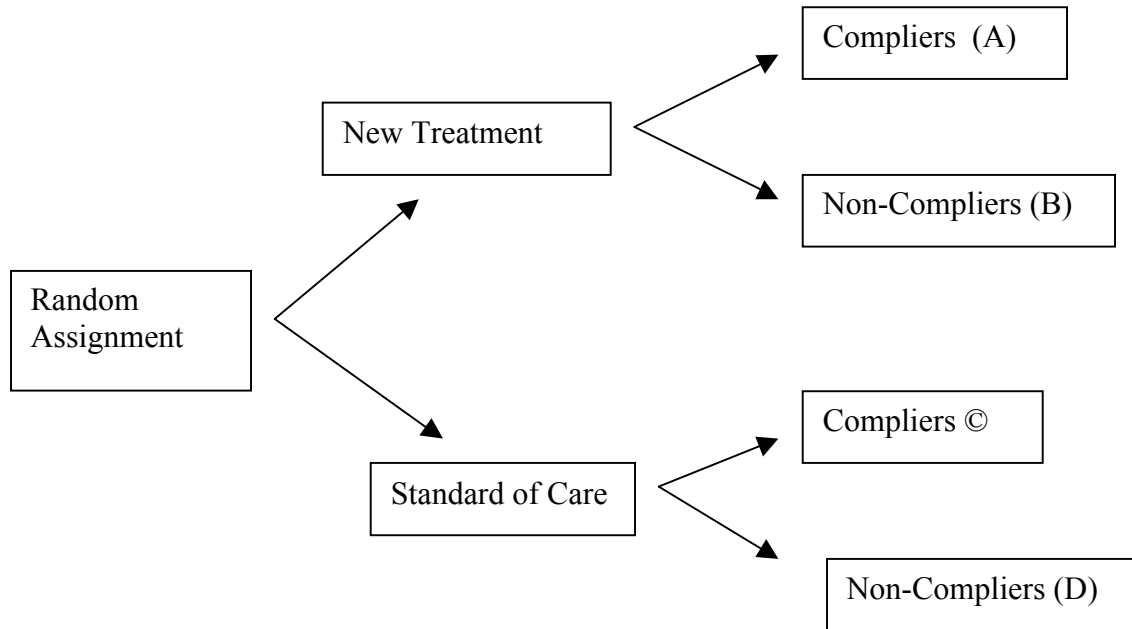 Compliers (A)
New Treatment
Non-Compliers (B)
Random
Assignment
Compliers ©
Standard of Care
Non-Compliers (D)